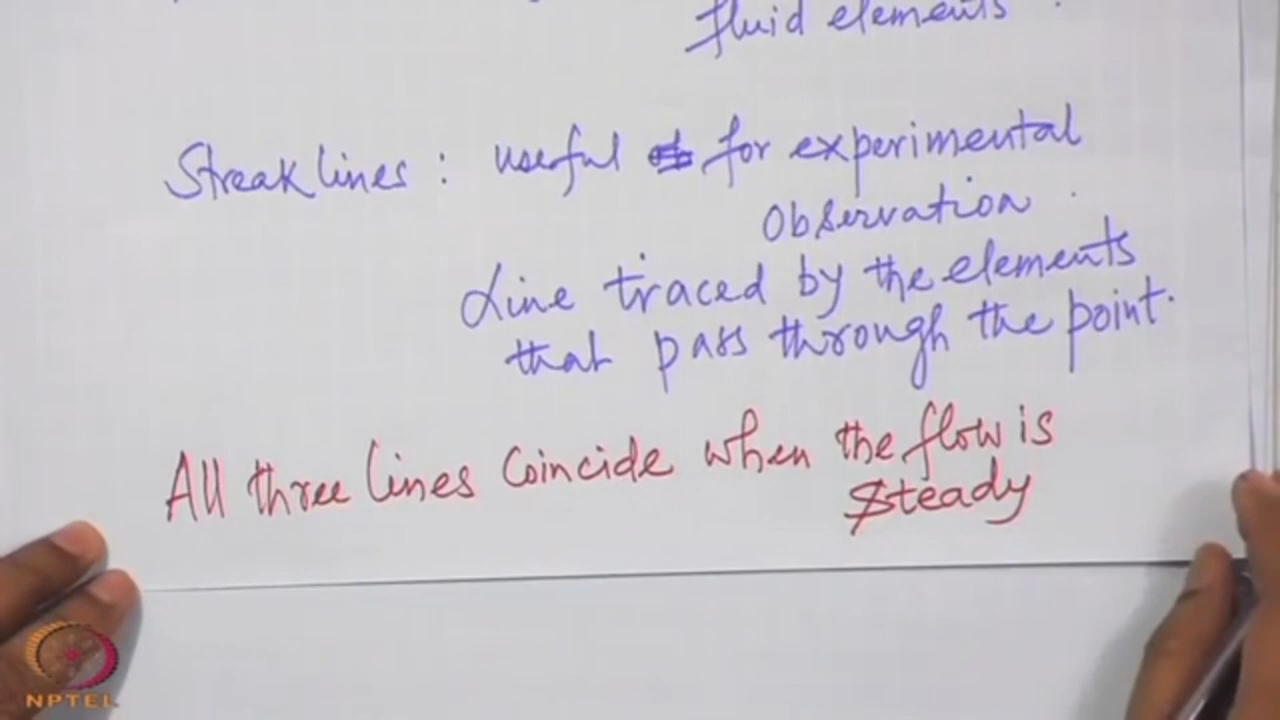 fluid elements.
Streaklines : useful for experimental
Observation.
Line traced by the elements
that pass through the point.
All three lines Coincide when the flow is
Steady
NPTEL